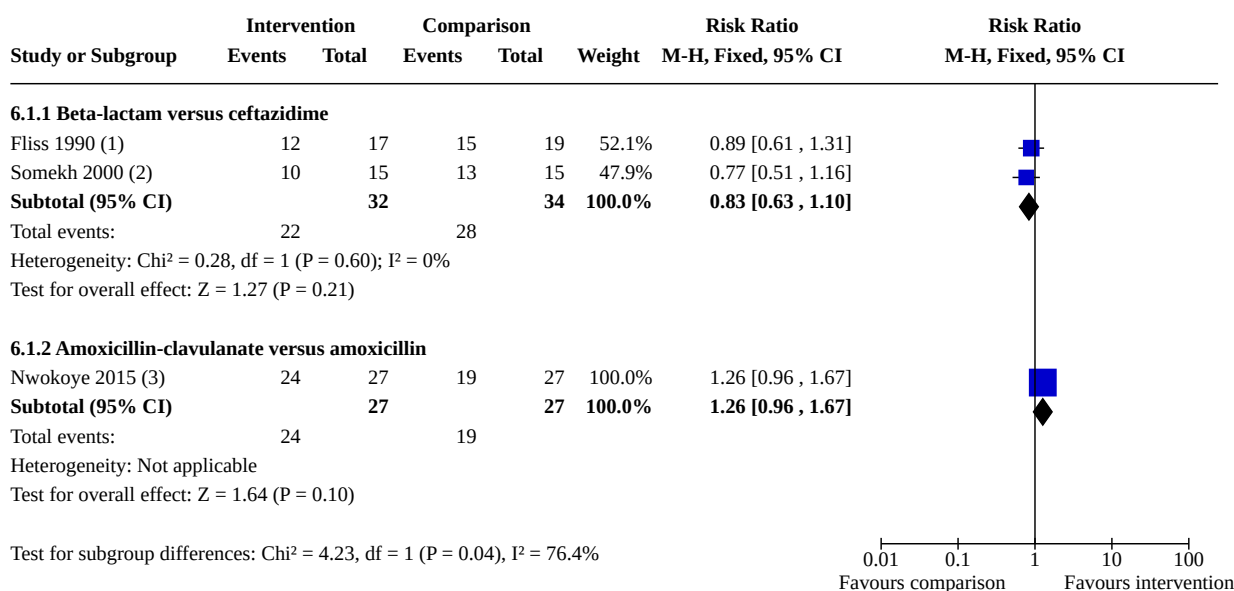 Intervention Comparison Risk Ratio Risk Ratio
Study or Subgroup Events Total Events Total Weight M-H, Fixed, 95% CI M-H, Fixed, 95% CI
6.1.1 Beta-lactam versus ceftazidime
Fliss 1990 (1) 12 17 15 19 52.1% 0.89 [0.61 , 1.31]
Somekh 2000 (2) 10 15 13 15 47.9% 0.77 [0.51 , 1.16]
Subtotal (95% CI) 32 34 100.0% 0.83 [0.63 , 1.10]
Total events: 22 28
Heterogeneity: Chi² = 0.28, df = 1 (P = 0.60); I² = 0%
Test for overall effect: Z = 1.27 (P = 0.21)
6.1.2 Amoxicillin-clavulanate versus amoxicillin
Nwokoye 2015 (3) 24 27 19 27 100.0% 1.26 [0.96 , 1.67]
Subtotal (95% CI) 27 27 100.0% 1.26 [0.96 , 1.67]
Total events: 24 19
Heterogeneity: Not applicable
Test for overall effect: Z = 1.64 (P = 0.10)
Test for subgroup differences: Chi² = 4.23, df = 1 (P = 0.04), I² = 76.4%
0.01 0.1 1 10 100
Favours comparison Favours intervention